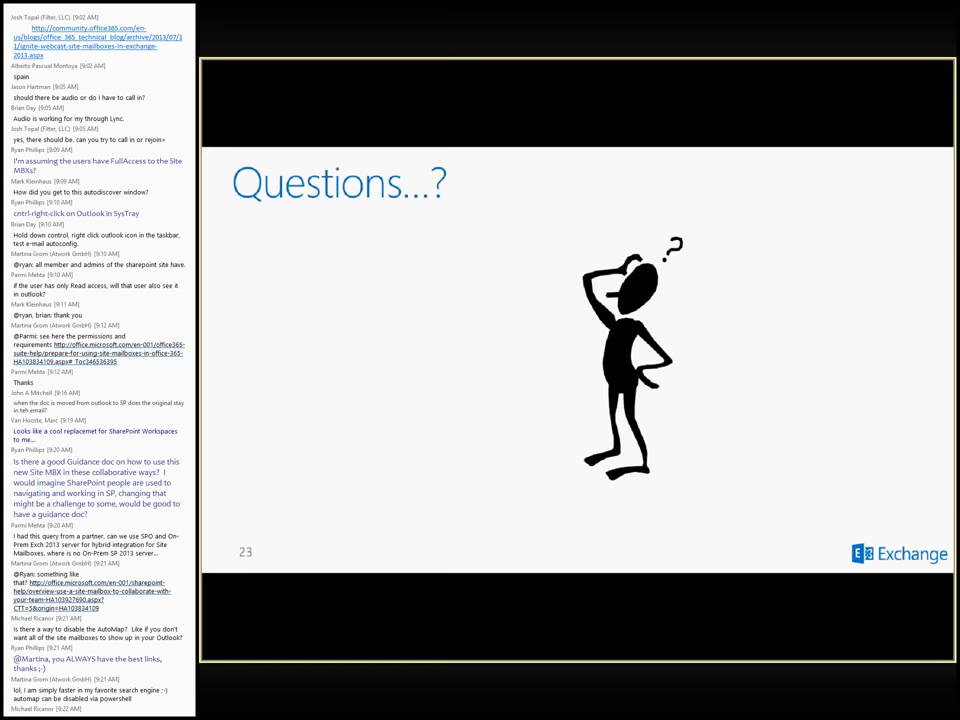 Josh Topal (Filter, LLC) [9:02 AM]
http://community.office365.com/en-
us/blogs/office_365_technical_blog/archive/2013/07/1
1/ignite-webcast-site-mailboxes-in-exchange-
2013.aspx
Alberto Pascual Montoya [9:02 AM]
spain
Jason Hartman [9:05 AM]
should there be audio or do I have to call in?
Brian Day [9:05 AM]
Audio is working for my through Lync.
Josh Topal (Filter, LLC) [9:05 AM]
yes, there should be. can you try to call in or rejoin>
Ryan Phillips [9:09 AM]
I'm assuming the users have FullAccess to the Site
MBXs?
Mark Kleinhaus [9:09 AM]
How did you get to this autodiscover window?
Ryan Phillips [9:10 AM]
cntrl-right-click on Outlook in SysTray
Brian Day [9:10 AM]
Hold down control, right click outlook icon in the taskbar,
test e-mail autoconfig.
Martina Grom (Atwork GmbH) [9:10 AM]
@ryan: all member and admins of the sharepoint site have.
Parmi Mehta [9:10 AM]
if the user has only Read access, will that user also see it
in outlook?
Mark Kleinhaus [9:11 AM]
@ryan, brian: thank you
Martina Grom (Atwork GmbH) [9:12 AM]
@Parmi: see here the permissions and
requirements http://office.microsoft.com/en-001/office365-
suite-help/prepare-for-using-site-mailboxes-in-office-365-
HA103834109.aspx#_Toc346536395
Parmi Mehta [9:12 AM]
Thanks
John A Mitchell [9:16 AM]
when the doc is moved from outlook to SP does the original stay
in teh email?
Van Hooste, Marc [9:19 AM]
Looks like a cool replacemet for SharePoint Workspaces
to me...
Ryan Phillips [9:20 AM]
Is there a good Guidance doc on how to use this
new Site MBX in these collaborative ways? I
would imagine SharePoint people are used to
navigating and working in SP, changing that
might be a challenge to some, would be good to
have a guidance doc?
Parmi Mehta [9:20 AM]
I had this query from a partner, can we use SPO and On-
Prem Exch 2013 server for hybrid integration for Site
Mailboxes. where is no On-Prem SP 2013 server...
Martina Grom (Atwork GmbH) [9:21 AM]
@Ryan: something like
that? http://office.microsoft.com/en-001/sharepoint-
help/overview-use-a-site-mailbox-to-collaborate-with-
your-team-HA103927690.aspx?
CTT=5&origin=HA103834109
Michael Ricanor [9:21 AM]
Is there a way to disable the AutoMap? Like if you don't
want all of the site mailboxes to show up in your Outlook?
Ryan Phillips [9:21 AM]
@Martina, you ALWAYS have the best links,
thanks ;-)
Martina Grom (Atwork GmbH) [9:21 AM]
lol, I am simply faster in my favorite search engine ;-)
automap can be disabled via powershell
Michael Ricanor [9:22 AM]
Questions...?
?
23
Exchange